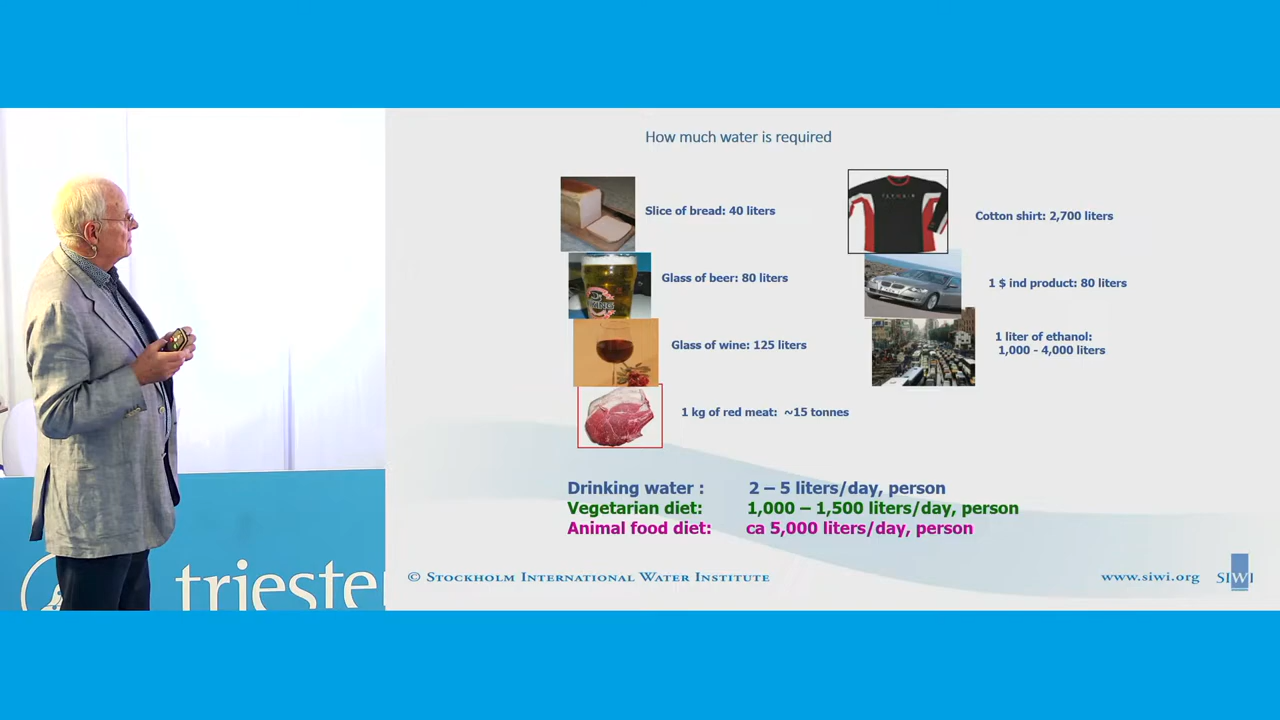 How much water is required
Slice of bread: 40 liters
Glass of beer: 80 liters
Glass of wine: 125 liters
1 kg of red meat: ~15 tonnes
Cotton shirt: 2,700 liters
1 $ ind product: 80 liters
1 liter of ethanol:
1,000 - 4,000 liters
Drinking water : 2 – 5 liters/day, person
Vegetarian diet: 1,000 – 1,500 liters/day, person
Animal food diet: ca 5,000 liters/day, person
© Stockholm International Water Institute
www.siwi.org SIWI
trieste